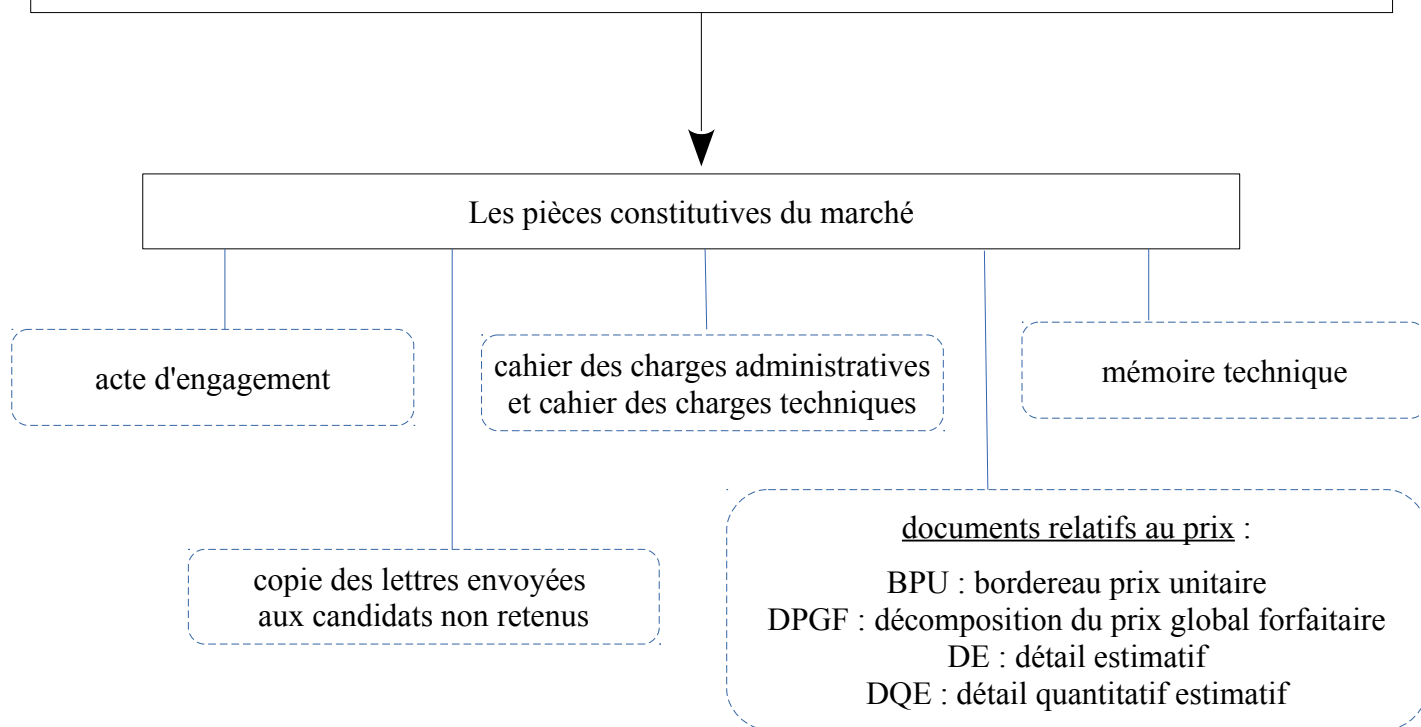 Les pièces constitutives du marché
acte d'engagement
cahier des charges administratives
et cahier des charges techniques
mémoire technique
copie des lettres envoyées
aux candidats non retenus
documents relatifs au prix :
BPU : bordereau prix unitaire
DPGF : décomposition du prix global forfaitaire
DE : détail estimatif
DQE : détail quantitatif estimatif